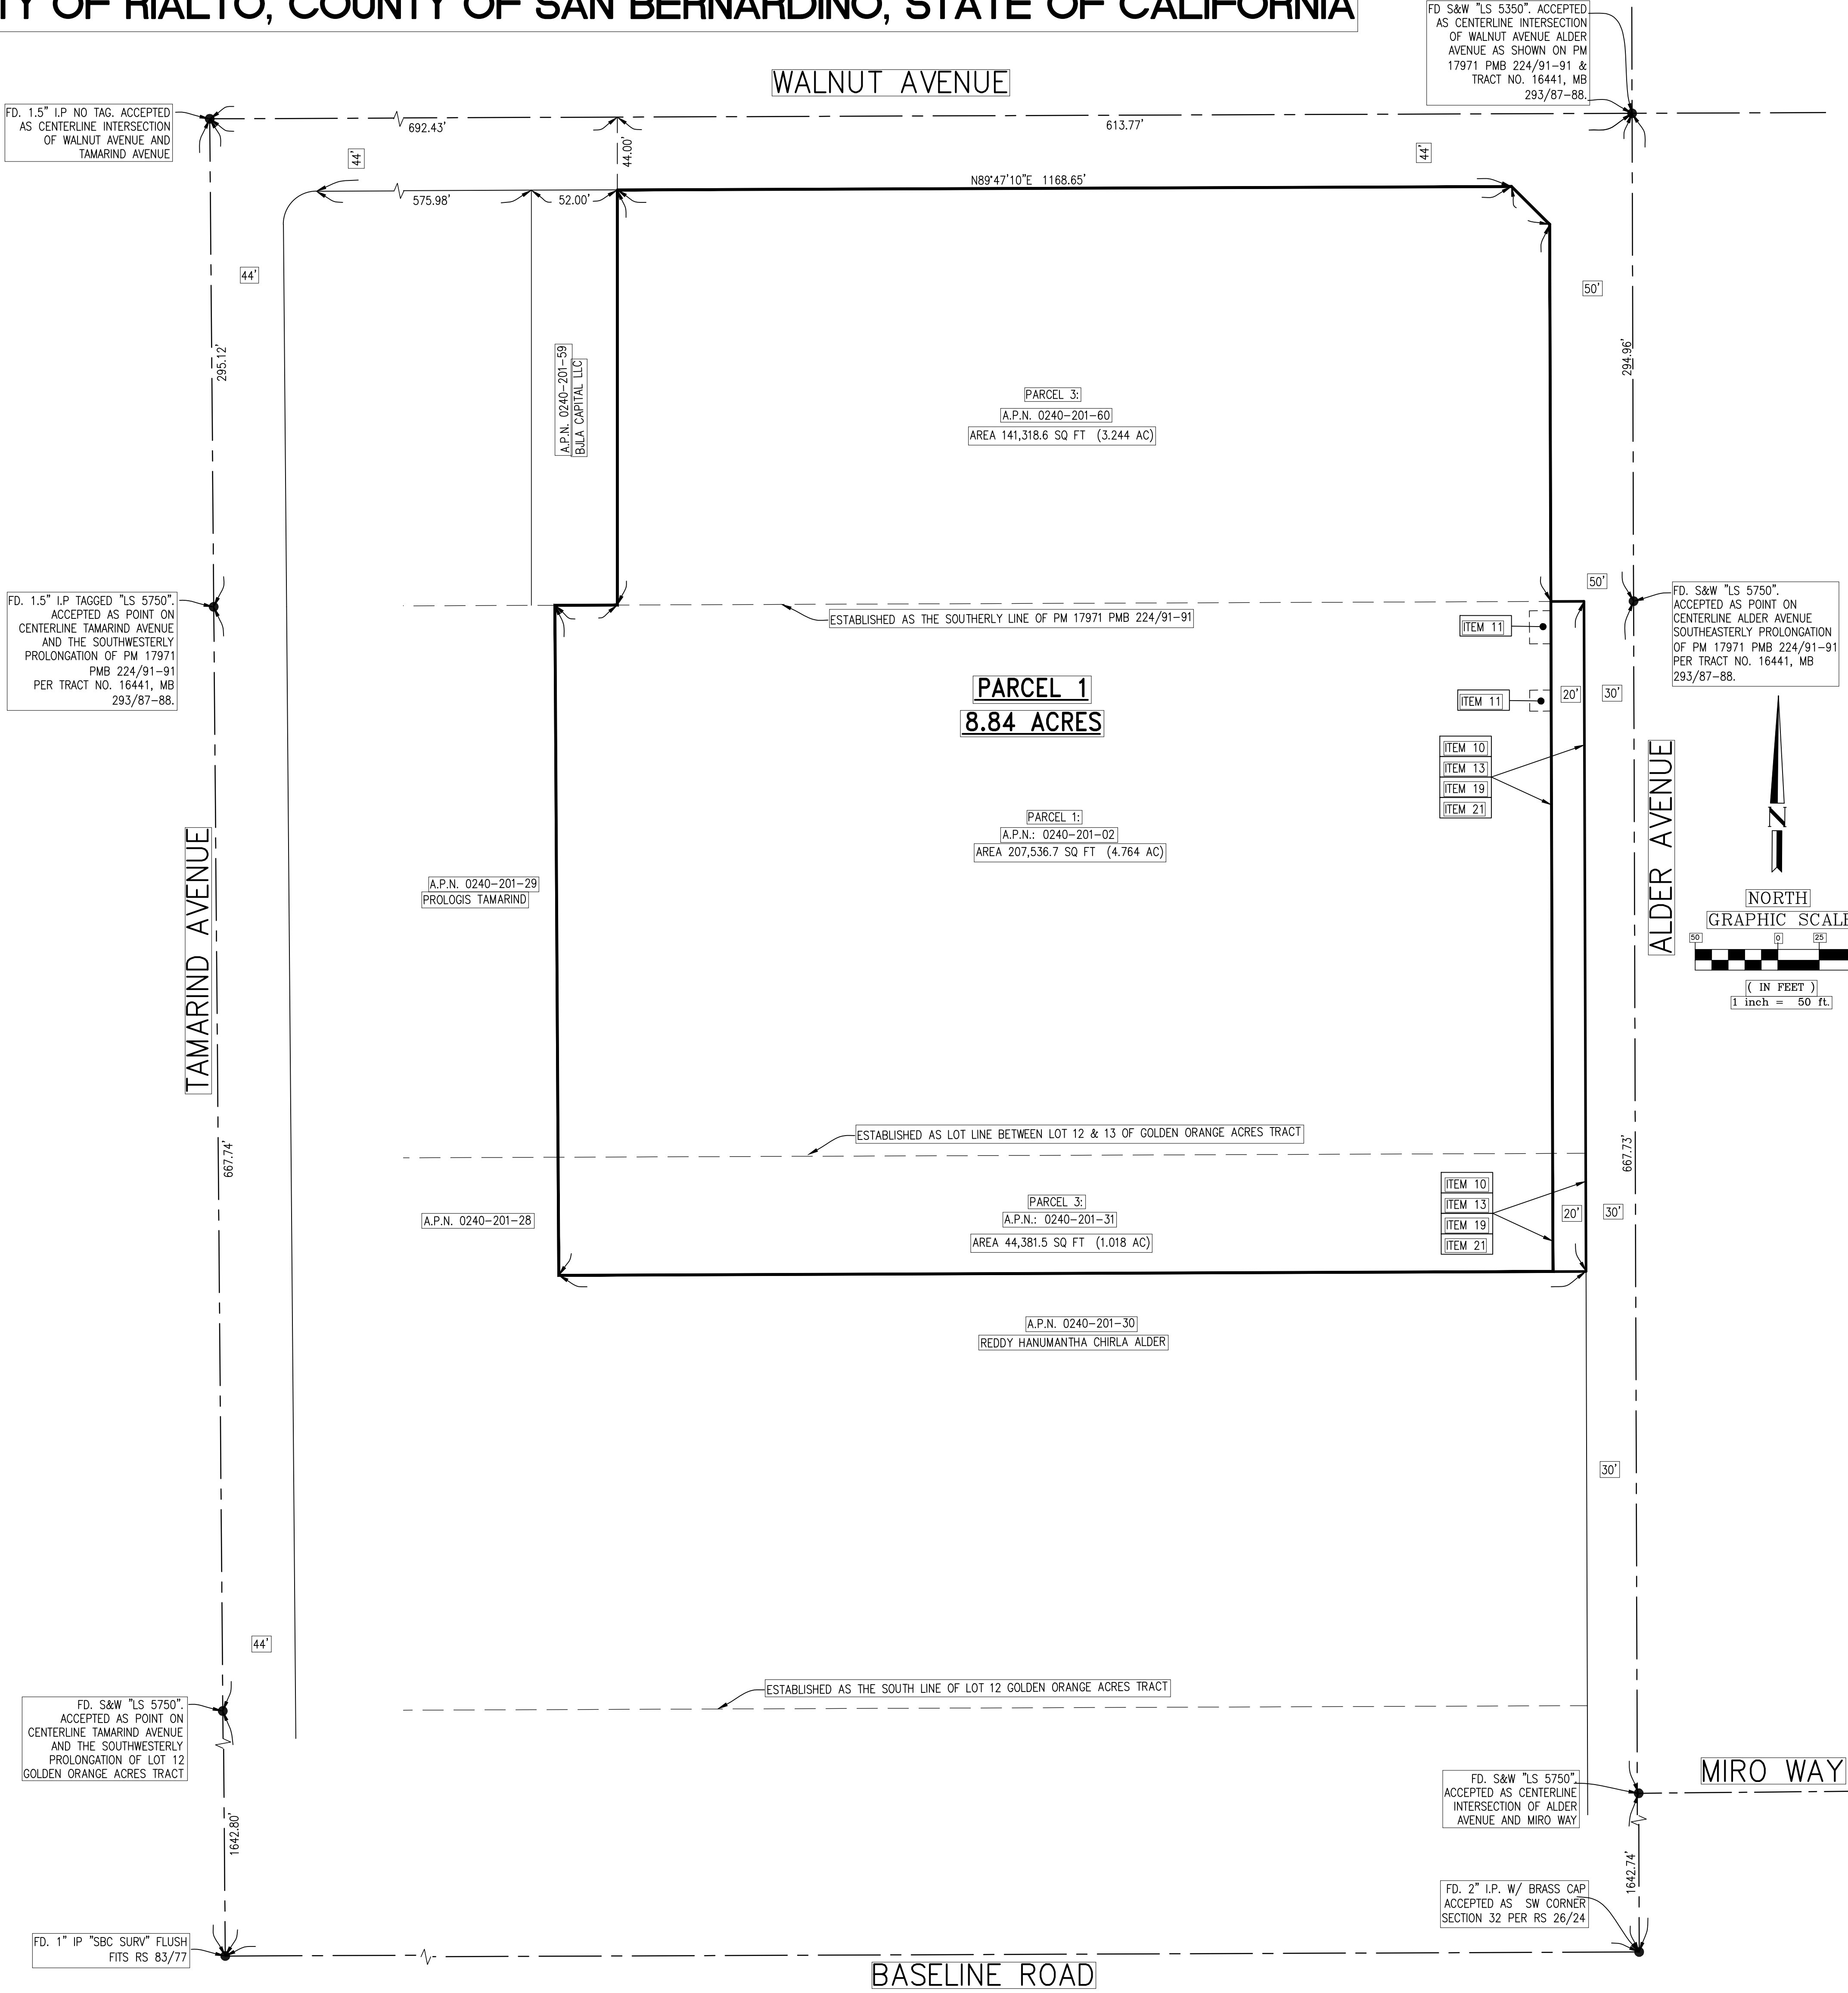 TY OF RIALTO, COUNTY OF SAN BERNARDINO, STATE OF CALIFORNIA
FD S&W "LS 5350". ACCEPTED
AS CENTERLINE INTERSECTION
OF WALNUT AVENUE ALDER
AVENUE AS SHOWN ON PM
17971 PMB 224/91-91 &
TRACT NO. 16441, MB
293/87-88.
WALNUT AVENUE
FD. 1.5" I.P NO TAG. ACCEPTED
AS CENTERLINE INTERSECTION
OF WALNUT AVENUE AND
TAMARIND AVENUE
692.43'
613.77'
44.00'
44'
44'
N89°47'10"E 1168.65'
575.98'
52.00'
44'
50'
295.12'
294.96'
A.P.N. 0240-201-59
BJLA CAPITAL LLC
PARCEL 3:
A.P.N. 0240-201-60
AREA 141,318.6 SQ FT (3.244 AC)
FD. 1.5" I.P TAGGED "LS 5750".
ACCEPTED AS POINT ON
CENTERLINE TAMARIND AVENUE
AND THE SOUTHWESTERLY
PROLONGATION OF PM 17971
PMB 224/91-91
PER TRACT NO. 16441, MB
293/87-88.
50'
FD. S&W "LS 5750".
ACCEPTED AS POINT ON
CENTERLINE ALDER AVENUE
SOUTHEASTERLY PROLONGATION
OF PM 17971 PMB 224/91-91
PER TRACT NO. 16441, MB
293/87-88.
ESTABLISHED AS THE SOUTHERLY LINE OF PM 17971 PMB 224/91-91
ITEM 11
PARCEL 1
8.84 ACRES
ITEM 11
20'
30'
ITEM 10
ITEM 13
ITEM 19
ITEM 21
TAMARIND AVENUE
ALDER AVENUE
N
NORTH
GRAPHIC SCALE
50
0
25
( IN FEET )
1 inch = 50 ft.
PARCEL 1:
A.P.N.: 0240-201-02
AREA 207,536.7 SQ FT (4.764 AC)
A.P.N. 0240-201-29
PROLOGIS TAMARIND
ESTABLISHED AS LOT LINE BETWEEN LOT 12 & 13 OF GOLDEN ORANGE ACRES TRACT
667.74'
667.73'
PARCEL 3:
A.P.N.: 0240-201-31
AREA 44,381.5 SQ FT (1.018 AC)
A.P.N. 0240-201-28
ITEM 10
ITEM 13
ITEM 19
ITEM 21
20'
30'
A.P.N. 0240-201-30
REDDY HANUMANTHA CHIRLA ALDER
30'
44'
ESTABLISHED AS THE SOUTH LINE OF LOT 12 GOLDEN ORANGE ACRES TRACT
FD. S&W "LS 5750".
ACCEPTED AS POINT ON
CENTERLINE TAMARIND AVENUE
AND THE SOUTHWESTERLY
PROLONGATION OF LOT 12
GOLDEN ORANGE ACRES TRACT
MIRO WAY
FD. S&W "LS 5750"
ACCEPTED AS CENTERLINE
INTERSECTION OF ALDER
AVENUE AND MIRO WAY
1642.80'
1642.74'
FD. 2" I.P. W/ BRASS CAP
ACCEPTED AS SW CORNER
SECTION 32 PER RS 26/24
FD. 1" IP "SBC SURV" FLUSH
FITS RS 83/77
BASELINE ROAD